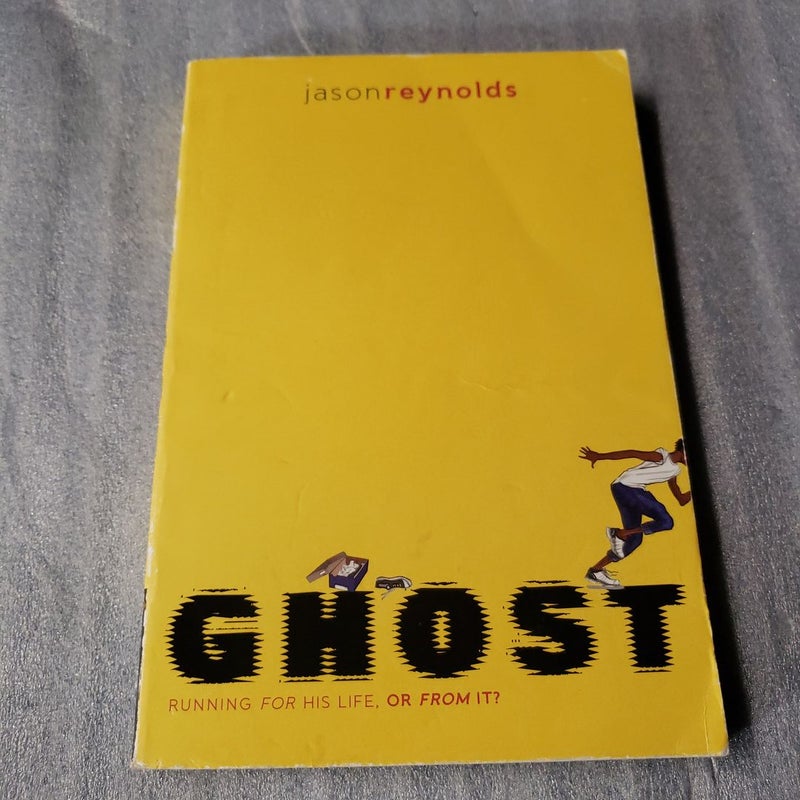 jasonreynolds
GHOST
RUNNING FOR HIS LIFE, OR FROM IT?